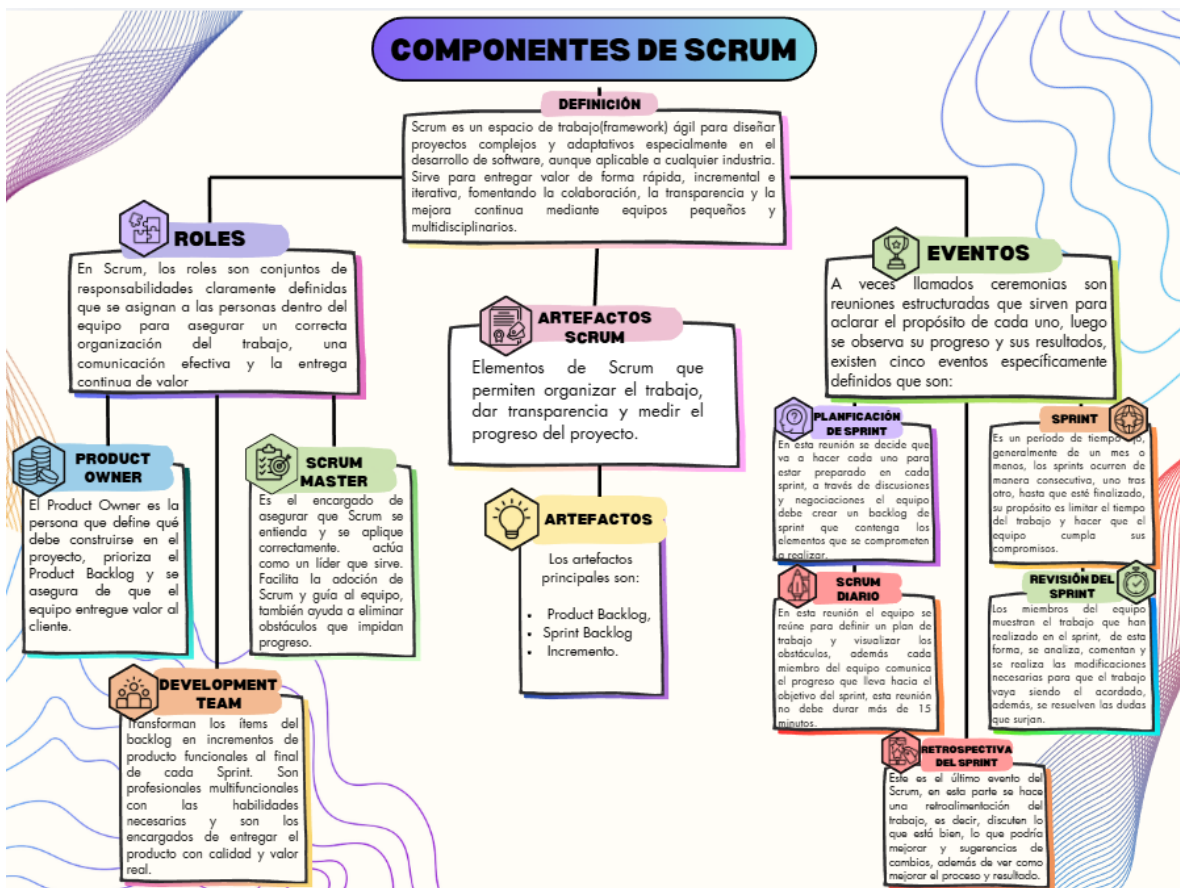 COMPONENTES DE SCRUM
DEFINICIÓN
Scrum es un espacio de trabajo(framework) ágil para diseñar
proyectos complejos y adaptativos especialmente en el
desarrollo de software, aunque aplicable a cualquier industria.
Sirve para entregar valor de forma rápida, incremental e
iterativa, fomentando la colaboración, la transparencia y la
mejora continua mediante equipos pequeños y
multidisciplinarios.
ROLES
En Scrum, los roles son conjuntos de
responsabilidades claramente definidas
que se asignan a las personas dentro del
equipo para asegurar un correcta
organización del trabajo, una
comunicación efectiva y la entrega
continua de valor
PRODUCT
OWNER
El Product Owner es la
persona que define qué
debe construirse en el
proyecto, prioriza el
Product Backlog y se
asegura de que el
equipo entregue valor al
cliente.
SCRUM
MASTER
Es el encargado de
asegurar que Scrum se
entienda y se aplique
correctamente. actúa
como un líder que sirve.
Facilita la adopción de
Scrum y guía al equipo,
también ayuda a eliminar
obstáculos que impidan
progreso.
DEVELOPMENT
TEAM
Transforman los ítems del
backlog en incrementos de
producto funcionales al final
de cada Sprint. Son
profesionales multifuncionales
con las habilidades
necesarias y son los
encargados de entregar el
producto con calidad y valor
real.
ARTEFACTOS
SCRUM
Elementos de Scrum que
permiten organizar el trabajo,
dar transparencia y medir el
progreso del proyecto.
ARTEFACTOS
Los artefactos
principales son:
• Product Backlog,
• Sprint Backlog
• Incremento.
EVENTOS
A veces llamados ceremonias son
reuniones estructuradas que sirven para
aclarar el propósito de cada uno, luego
se observa su progreso y sus resultados,
existen cinco eventos específicamente
definidos que son:
PLANFICACIÓN
DE SPRINT
En esta reunión se decide que
va a hacer cada uno para
estar preparado en cada
sprint, a través de discusiones
y negociaciones el equipo
debe crear un backlog de
sprint que contenga los
elementos que se comprometen
a realizar.
SPRINT
Es un período de tiempo
generalmente de un mes o
menos, los sprints ocurren de
manera consecutiva, uno tras
otro, hasta que esté finalizado,
su propósito es limitar el tiempo
del trabajo y hacer que el
equipo cumpla sus
compromisos.
SCRUM
DIARIO
En esta reunión el equipo se
reúne para definir un plan de
trabajo y visualizar los
obstáculos, además cada
miembro del equipo comunica
el progreso que lleva hacia el
objetivo del sprint, esta reunión
no debe durar más de 15
minutos.
REVISIÓN DEL
SPRINT
Los miembros del equipo
muestran el trabajo que han
realizado en el sprint, de esta
forma, se analiza, comentan y
se realiza las modificaciones
necesarias para que el trabajo
vaya siendo el acordado,
además, se resuelven las dudas
que surjan.
RETROSPECTIVA
DEL SPRINT
Este es el último evento del
Scrum, en esta parte se hace
una retroalimentación del
trabajo, es decir, discuten lo
que está bien, lo que podría
mejorar y sugerencias de
cambios, además de ver como
mejorar el proceso y resultado.